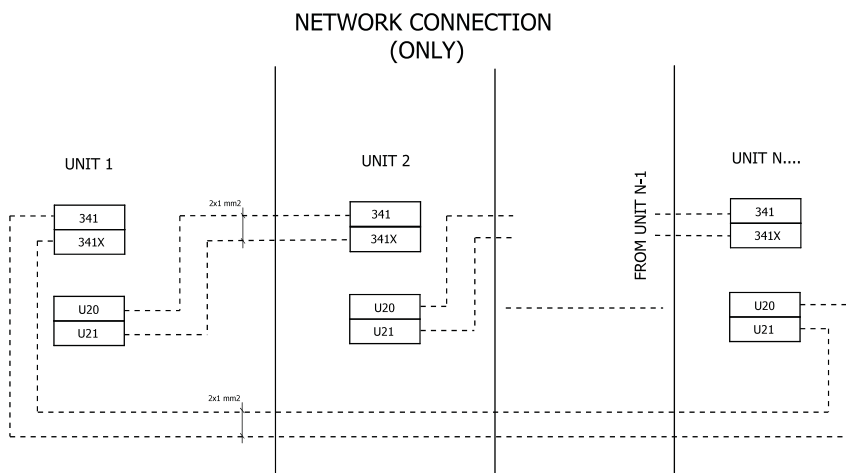 NETWORK CONNECTION
(ONLY)
UNIT 1
UNIT 2
UNIT N....
2x1 mm2
341
341X
341
341X
FROM UNIT N-1
341
341X
U20
U21
U20
U21
U20
U21
2x1 mm2